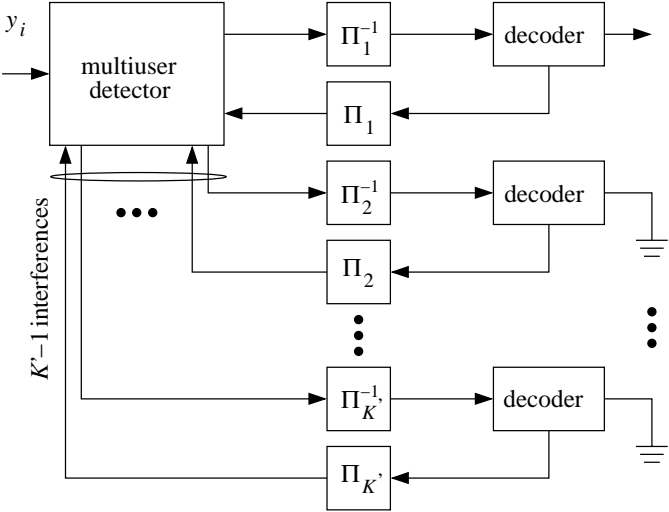 y_i
multiuser
detector
Π_1^{-1}
decoder
Π_1
Π_2^{-1}
decoder
Π_2
K'−1 interferences
Π_{K'}^{-1}
decoder
Π_{K'}